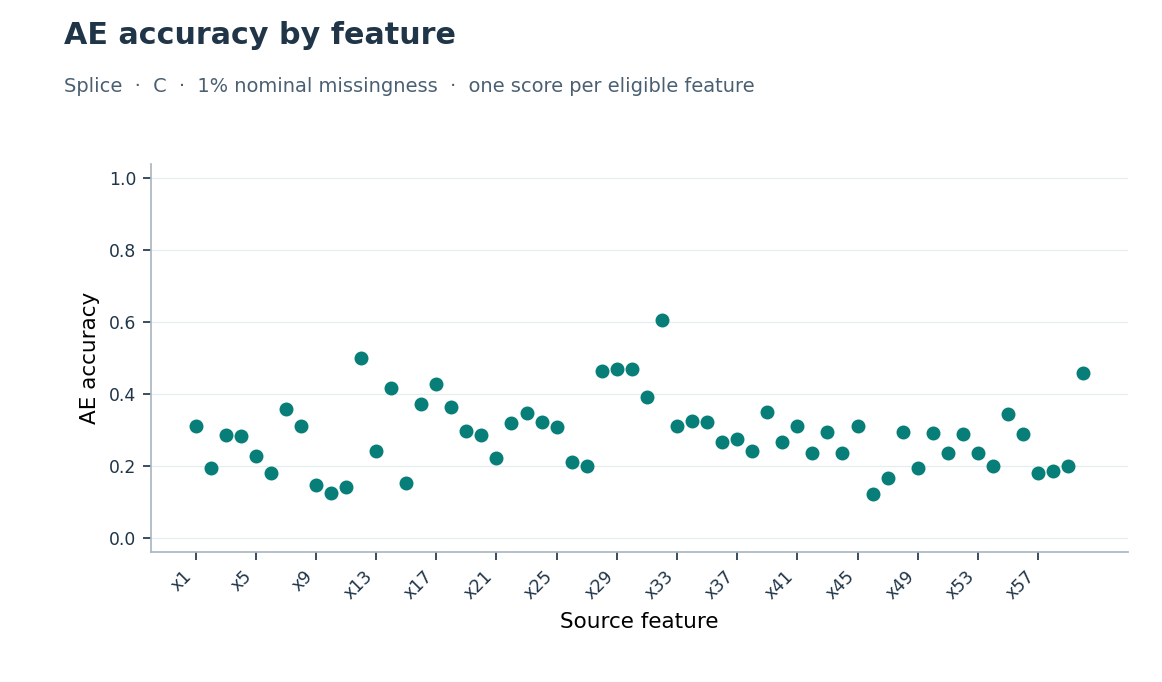 AE accuracy by feature
Splice · C · 1% nominal missingness · one score per eligible feature
1.0
0.8
0.6
0.4
0.2
0.0
AE accuracy
x1
x5
x9
x13
x17
x21
x25
x29
x33
x37
x41
x45
x49
x53
x57
Source feature